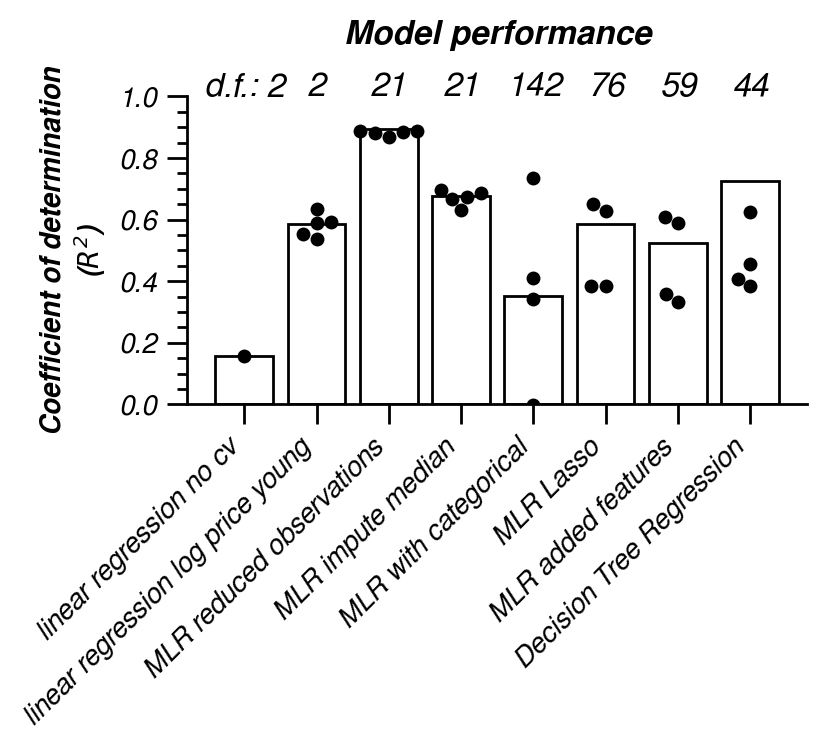 Model performance
d.f.: 2 2 21 21 142 76 59 44
Coefficient of determination
(R²)
1.0
0.8
0.6
0.4
0.2
0.0
linear regression no cv
linear regression log price young
MLR reduced observations
MLR impute median
MLR with categorical
MLR Lasso
MLR added features
Decision Tree Regression